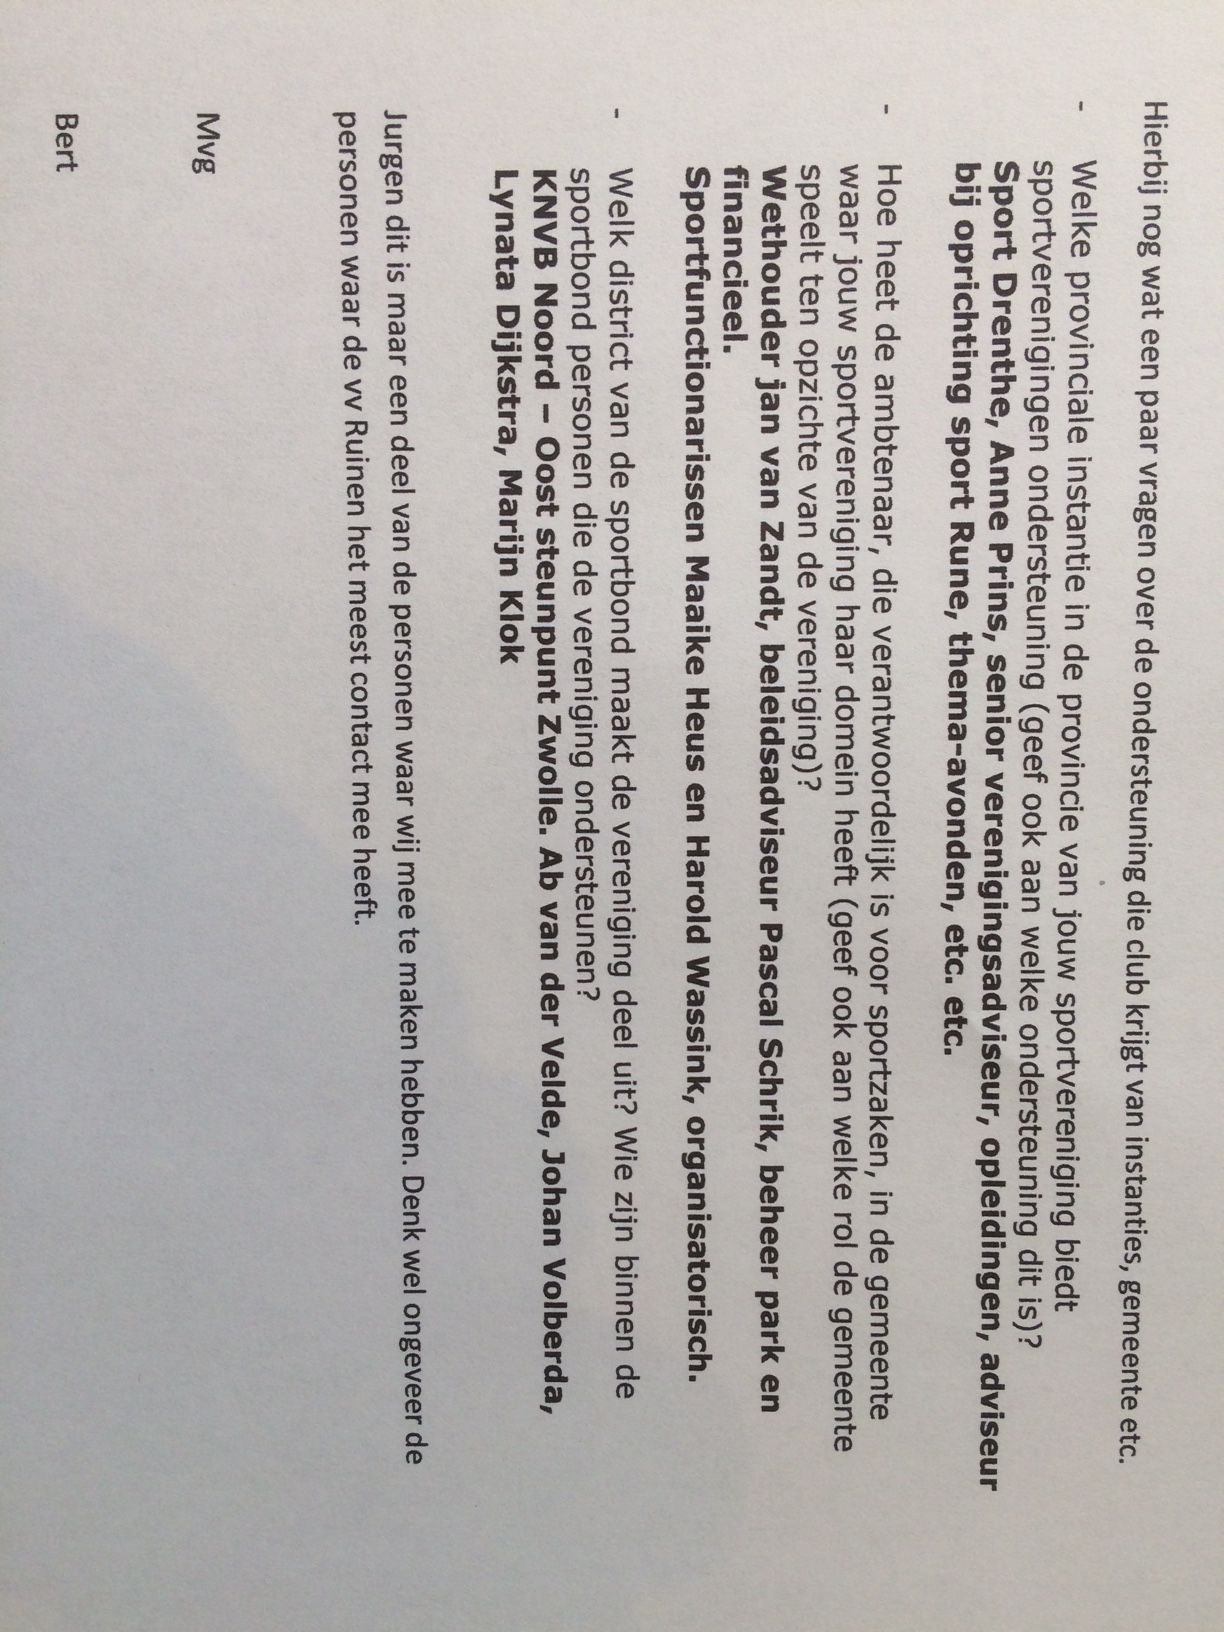 Hierbij nog wat een paar vragen over de ondersteuning die club krijgt van instanties, gemeente etc.
- Welke provinciale instantie in de provincie van jouw sportvereniging biedt
sportverenigingen ondersteuning (geef ook aan welke ondersteuning dit is)?
Sport Drenthe, Anne Prins, senior verenigingsadviseur, opleidingen, adviseur
bij oprichting sport Rune, thema-avonden, etc. etc.
- Hoe heet de ambtenaar, die verantwoordelijk is voor sportzaken, in de gemeente
waar jouw sportvereniging haar domein heeft (geef ook aan welke rol de gemeente
speelt ten opzichte van de vereniging)?
Wethouder jan van Zandt, beleidsadviseur Pascal Schrik, beheer park en
financieel.
Sportfunctionarissen Maaike Heus en Harold Wassink, organisatorisch.
- Welk district van de sportbond maakt de vereniging deel uit? Wie zijn binnen de
sportbond personen die de vereniging ondersteunen?
KNVB Noord – Oost steunpunt Zwolle. Ab van der Velde, Johan Volberda,
Lynata Dijkstra, Marijn Klok
Jurgen dit is maar een deel van de personen waar wij mee te maken hebben. Denk wel ongeveer de
personen waar de vv Ruinen het meest contact mee heeft.
Mvg
Bert